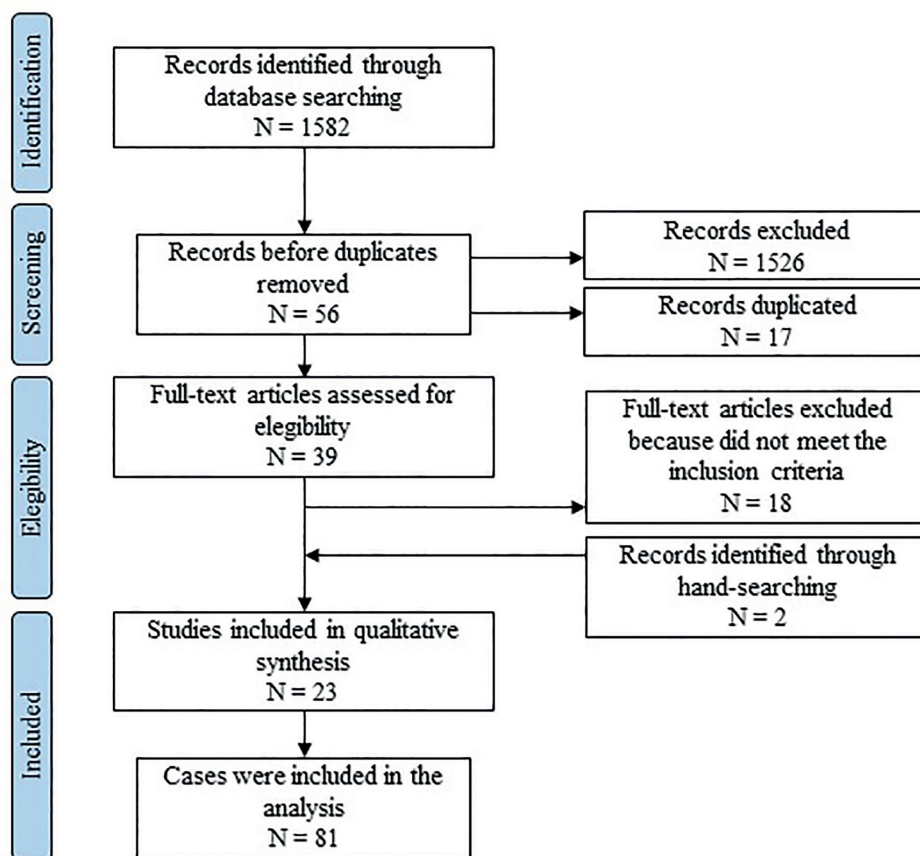 Identification
Records identified through
database searching
N = 1582
Screening
Records before duplicates
removed
N = 56
Records excluded
N = 1526
Records duplicated
N = 17
Elegibility
Full-text articles assessed for
elegibility
N = 39
Full-text articles excluded
because did not meet the
inclusion criteria
N = 18
Records identified through
hand-searching
N = 2
Included
Studies included in qualitative
synthesis
N = 23
Cases were included in the
analysis
N = 81